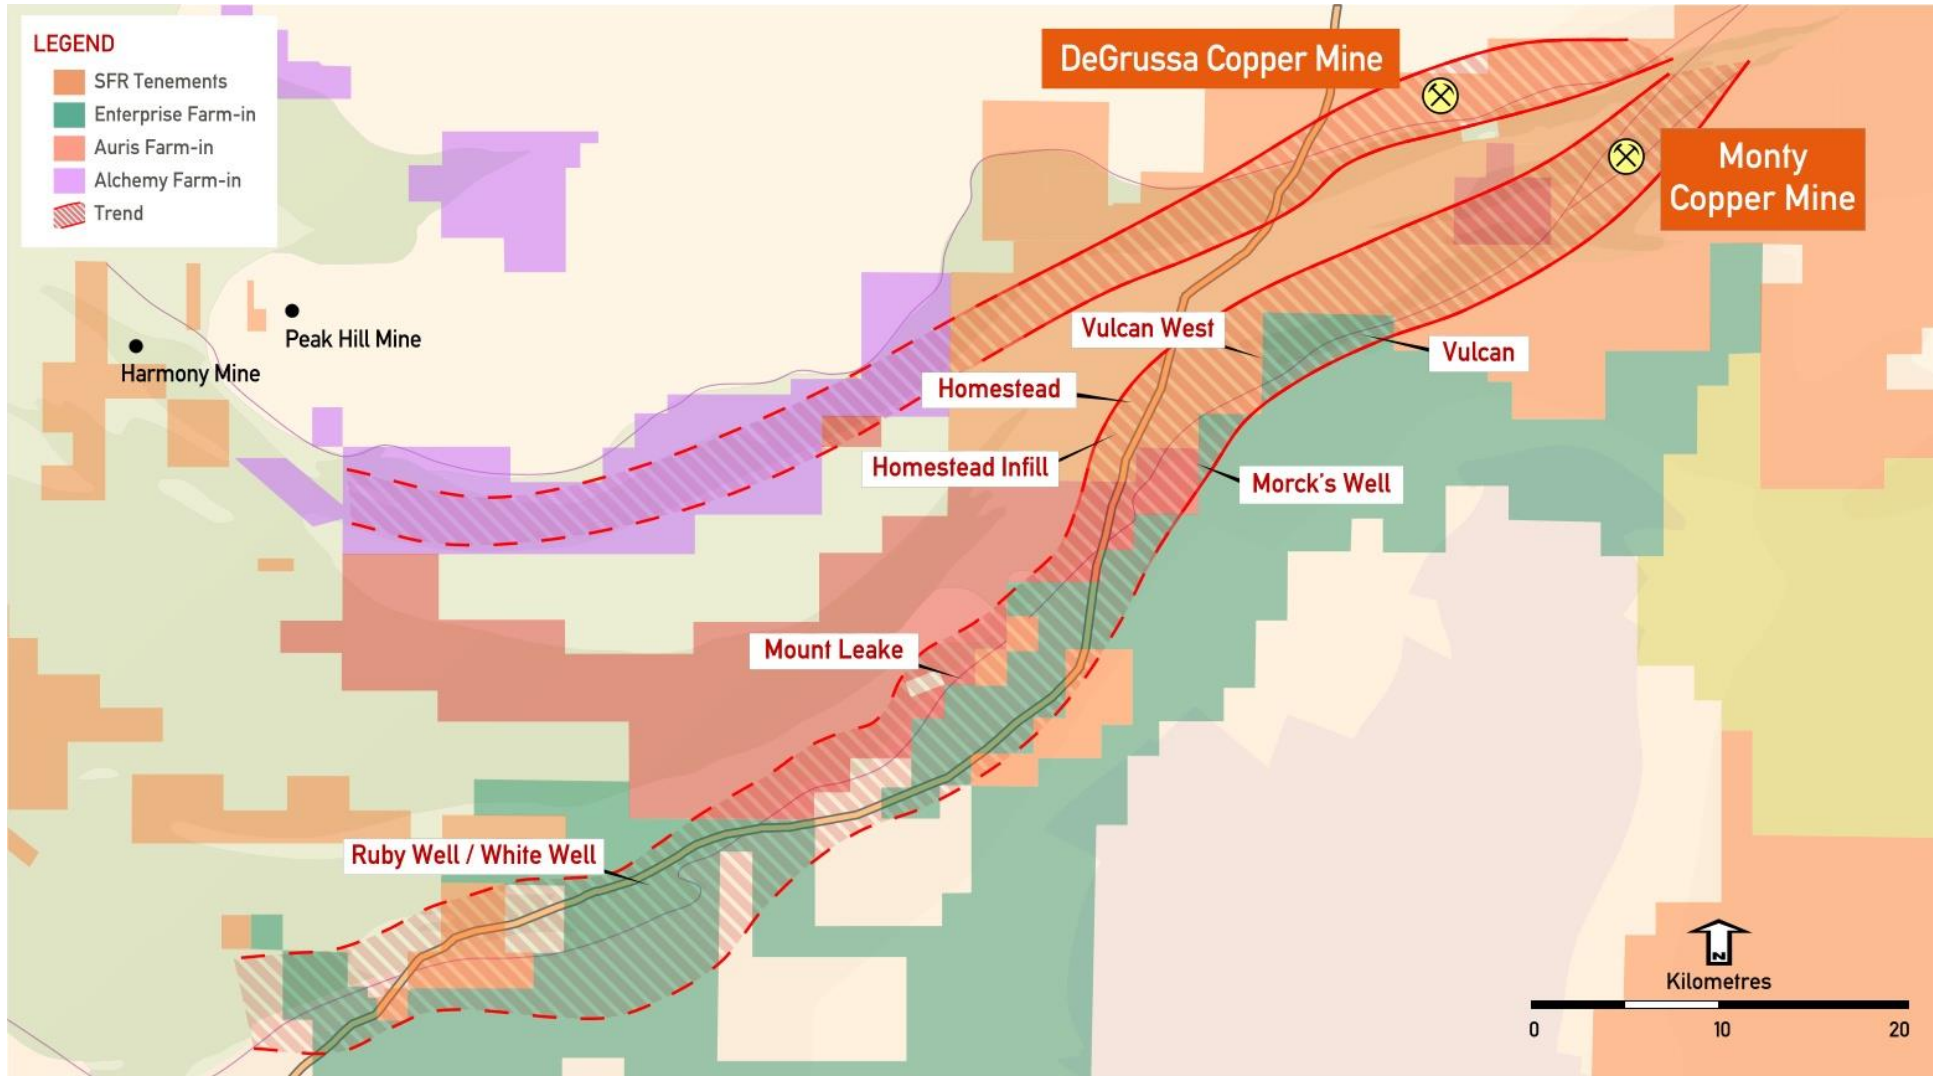 LEGEND
SFR Tenements
Enterprise Farm-in
Auris Farm-in
Alchemy Farm-in
Trend
DeGrussa Copper Mine
Monty
Copper Mine
Peak Hill Mine
Harmony Mine
Vulcan West
Vulcan
Homestead
Homestead Infill
Morck's Well
Mount Leake
Ruby Well / White Well
N
Kilometres
0
10
20